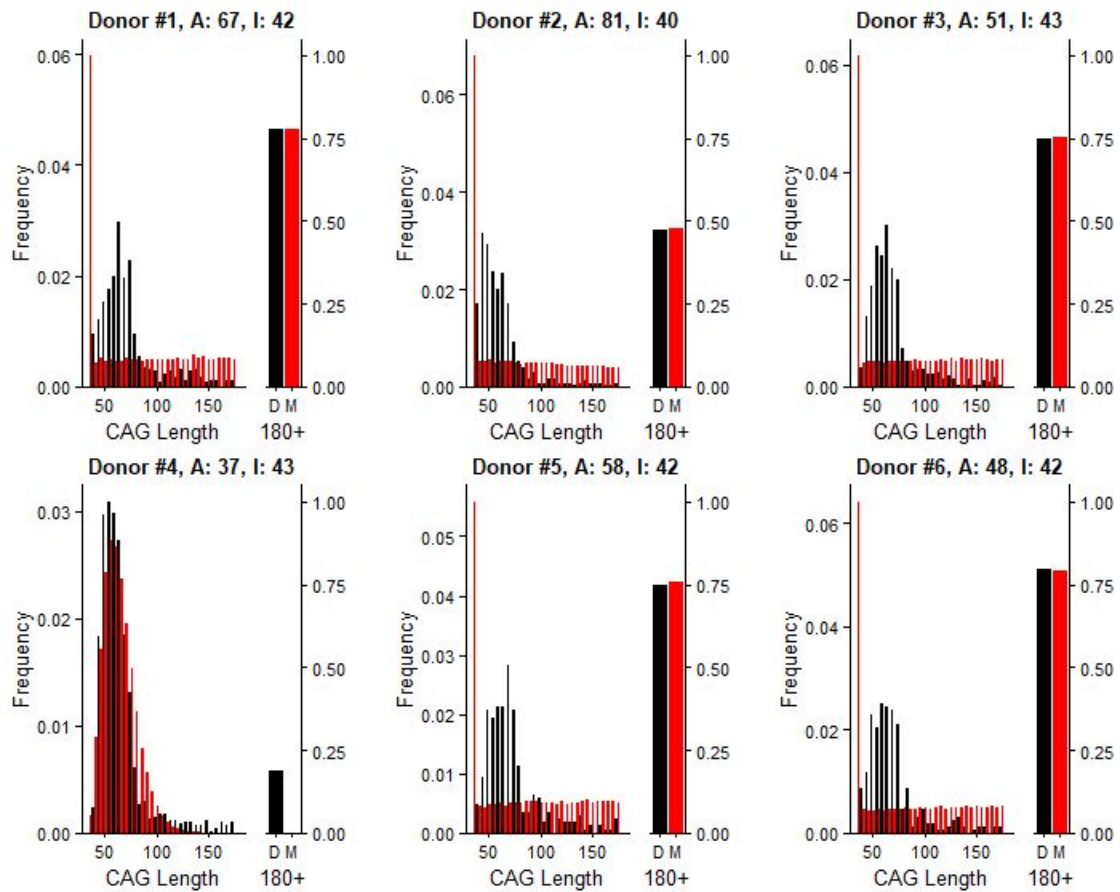 Donor #1, A: 67, I: 42
0.06
0.04
0.02
0.00
Frequency
1.00
0.75
0.50
0.25
0.00
50 100 150 D M
CAG Length 180+
Donor #2, A: 81, I: 40
0.06
0.04
0.02
0.00
Frequency
1.00
0.75
0.50
0.25
0.00
50 100 150 D M
CAG Length 180+
Donor #3, A: 51, I: 43
0.06
0.04
0.02
0.00
Frequency
1.00
0.75
0.50
0.25
0.00
50 100 150 D M
CAG Length 180+
Donor #4, A: 37, I: 43
0.03
0.02
0.01
0.00
Frequency
1.00
0.75
0.50
0.25
0.00
50 100 150 D M
CAG Length 180+
Donor #5, A: 58, I: 42
0.05
0.04
0.03
0.02
0.01
0.00
Frequency
1.00
0.75
0.50
0.25
0.00
50 100 150 D M
CAG Length 180+
Donor #6, A: 48, I: 42
0.06
0.04
0.02
0.00
Frequency
1.00
0.75
0.50
0.25
0.00
50 100 150 D M
CAG Length 180+